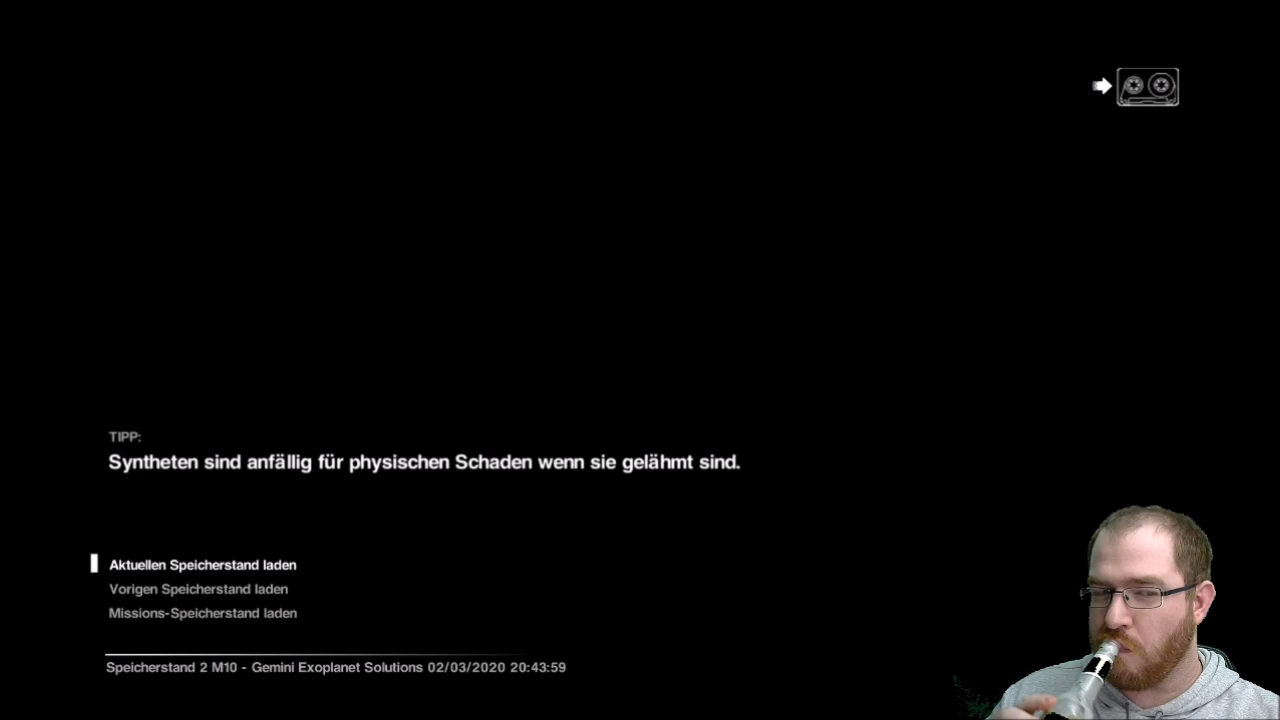 TIPP:
Syntheten sind anfällig für physischen Schaden wenn sie gelähmt sind.
Aktuellen Speicherstand laden
Vorigen Speicherstand laden
Missions-Speicherstand laden
Speicherstand 2 M10 - Gemini Exoplanet Solutions 02/03/2020 20:43:59